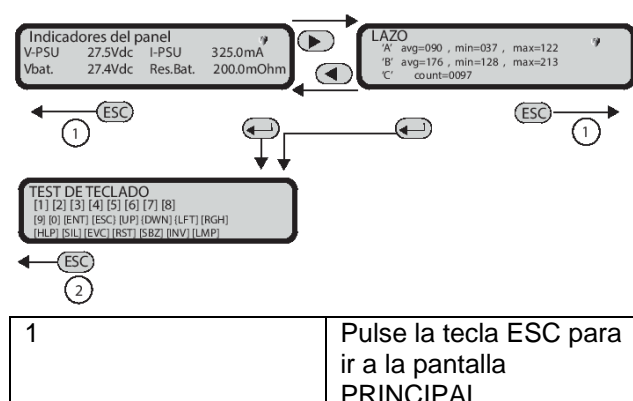 Indicadores del panel
V-PSU 27.5Vdc I-PSU 325.0mA
Vbat. 27.4Vdc Res.Bat. 200.0mOhm
LAZO
'A' avg=090 , min=037 , max=122
'B' avg=176 , min=128 , max=213
'C' count=0097
ESC
1
ESC
1
TEST DE TECLADO
[1] [2] [3] [4] [5] [6] [7] [8]
[9] [0] [ENT] [ESC] [UP] {DWN] {LFT] [RGH]
[HLP] [SIL] [EVC] [RST] [SBZ] [INV] [LMP]
ESC
2
1 Pulse la tecla ESC para
ir a la pantalla
PRINCIPAL